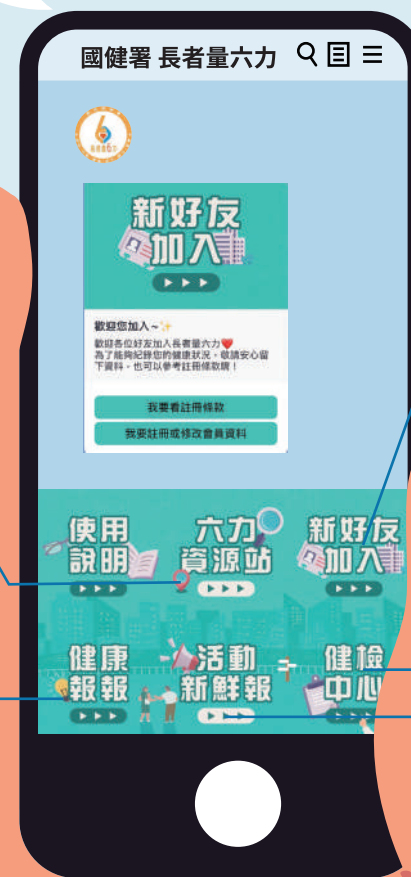 國健署 長者量六力
新好友
加入
歡迎您加入~
歡迎各位好友加入長者量六力
為了能夠紀錄您的健康狀況，敬請安心留
下資料，也可以參考註冊條款喔！
我要看註冊條款
我要註冊或修改會員資料
使用
說明
六力
資源站
新好友
加入
健康
報報
活動
新鮮報
健檢
中心